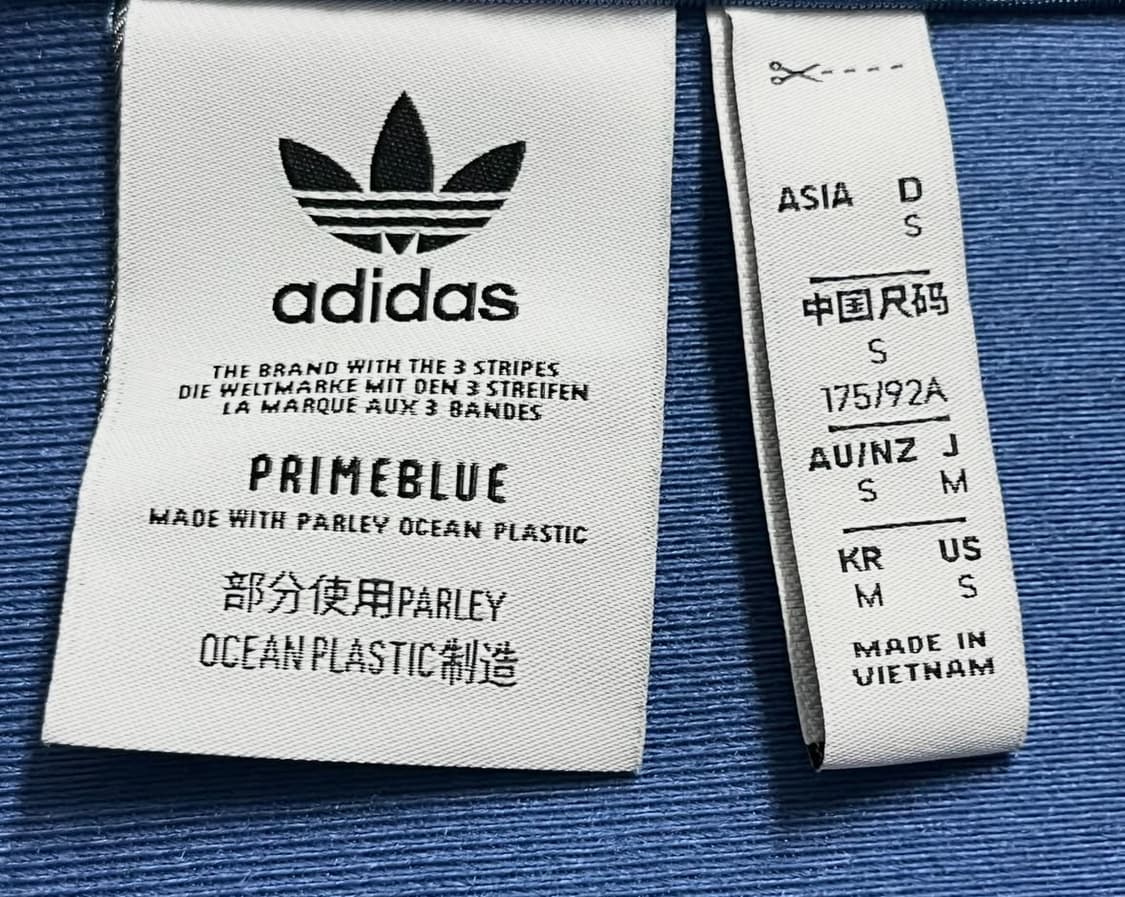 adidas
THE BRAND WITH THE 3 STRIPES
DIE WELTMARKE MIT DEN 3 STREIFEN
LA MARQUE AUX 3 BANDES
PRIMEBLUE
MADE WITH PARLEY OCEAN PLASTIC
部分使用PARLEY
OCEAN PLASTIC制造
ASIA D
S
中国尺码
S
175/92A
AU/NZ J
S M
KR US
M S
MADE IN
VIETNAM